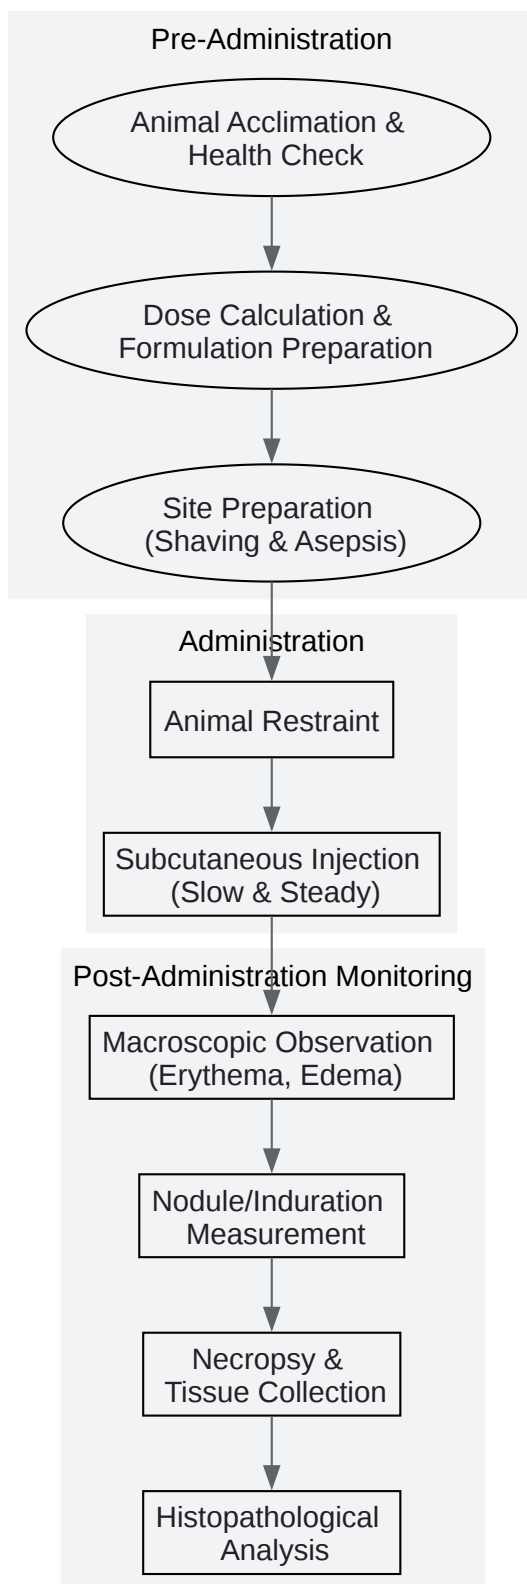 Pre-Administration
Animal Acclimation &
Health Check
Dose Calculation &
Formulation Preparation
Site Preparation
(Shaving & Asepsis)
Administration
Animal Restraint
Subcutaneous Injection
(Slow & Steady)
Post-Administration Monitoring
Macroscopic Observation
(Erythema, Edema)
Nodule/Induration
Measurement
Necropsy &
Tissue Collection
Histopathological
Analysis